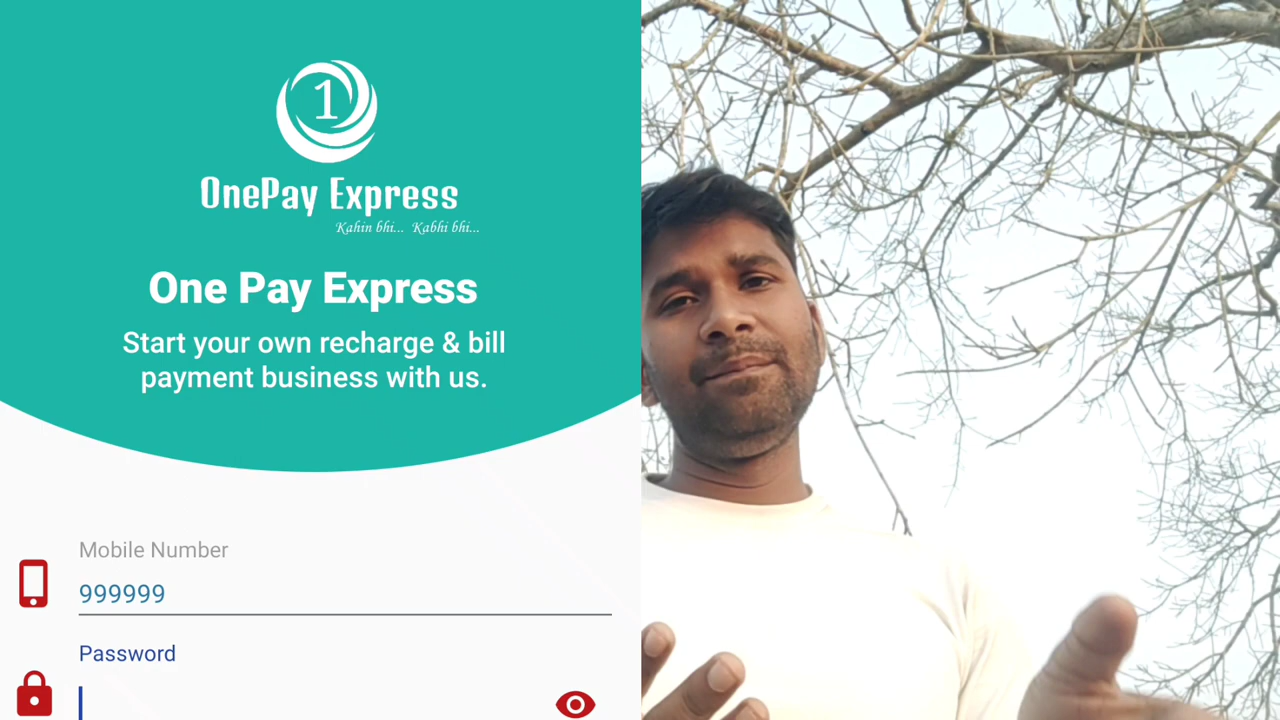 1
OnePay Express
Kahin bhi... Kabhi bhi...
One Pay Express
Start your own recharge & bill
payment business with us.
Mobile Number
999999
Password